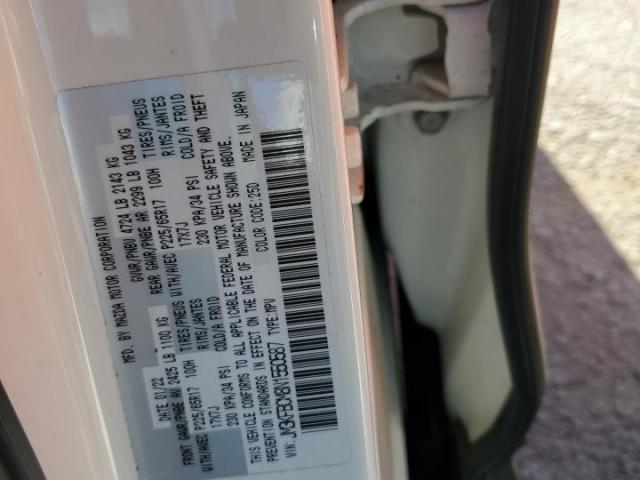 MFD. BY MAZDA MOTOR CORPORATION
DATE 01/22 GVWR/PNBV 4724 LB 2143 KG
FRONT GAWR/PNBE AV 2425 LB 1100 KG REAR GAWR/PNBE AR 2299 LB 1043 KG
WITH/AVEC P225/65R17 100H TIRES/PNEUS WITH/AVEC P225/65R17 100H TIRES/PNEUS
17X7J RIMS/JANTES 17X7J RIMS/JANTES
230 KPA/34 PSI COLD/A FROID 230 KPA/34 PSI COLD/A FROID
THIS VEHICLE CONFORMS TO ALL APPLICABLE FEDERAL MOTOR VEHICLE SAFETY AND THEFT
PREVENTION STANDARDS IN EFFECT ON THE DATE OF MANUFACTURE SHOWN ABOVE.
COLOR CODE:25D MADE IN JAPAN
VIN: TYPE:MPV